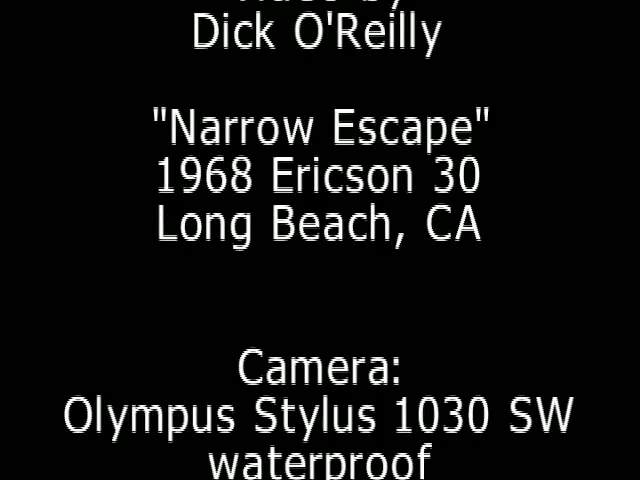 Dick O'Reilly
"Narrow Escape"
1968 Ericson 30
Long Beach, CA
Camera:
Olympus Stylus 1030 SW
waterproof